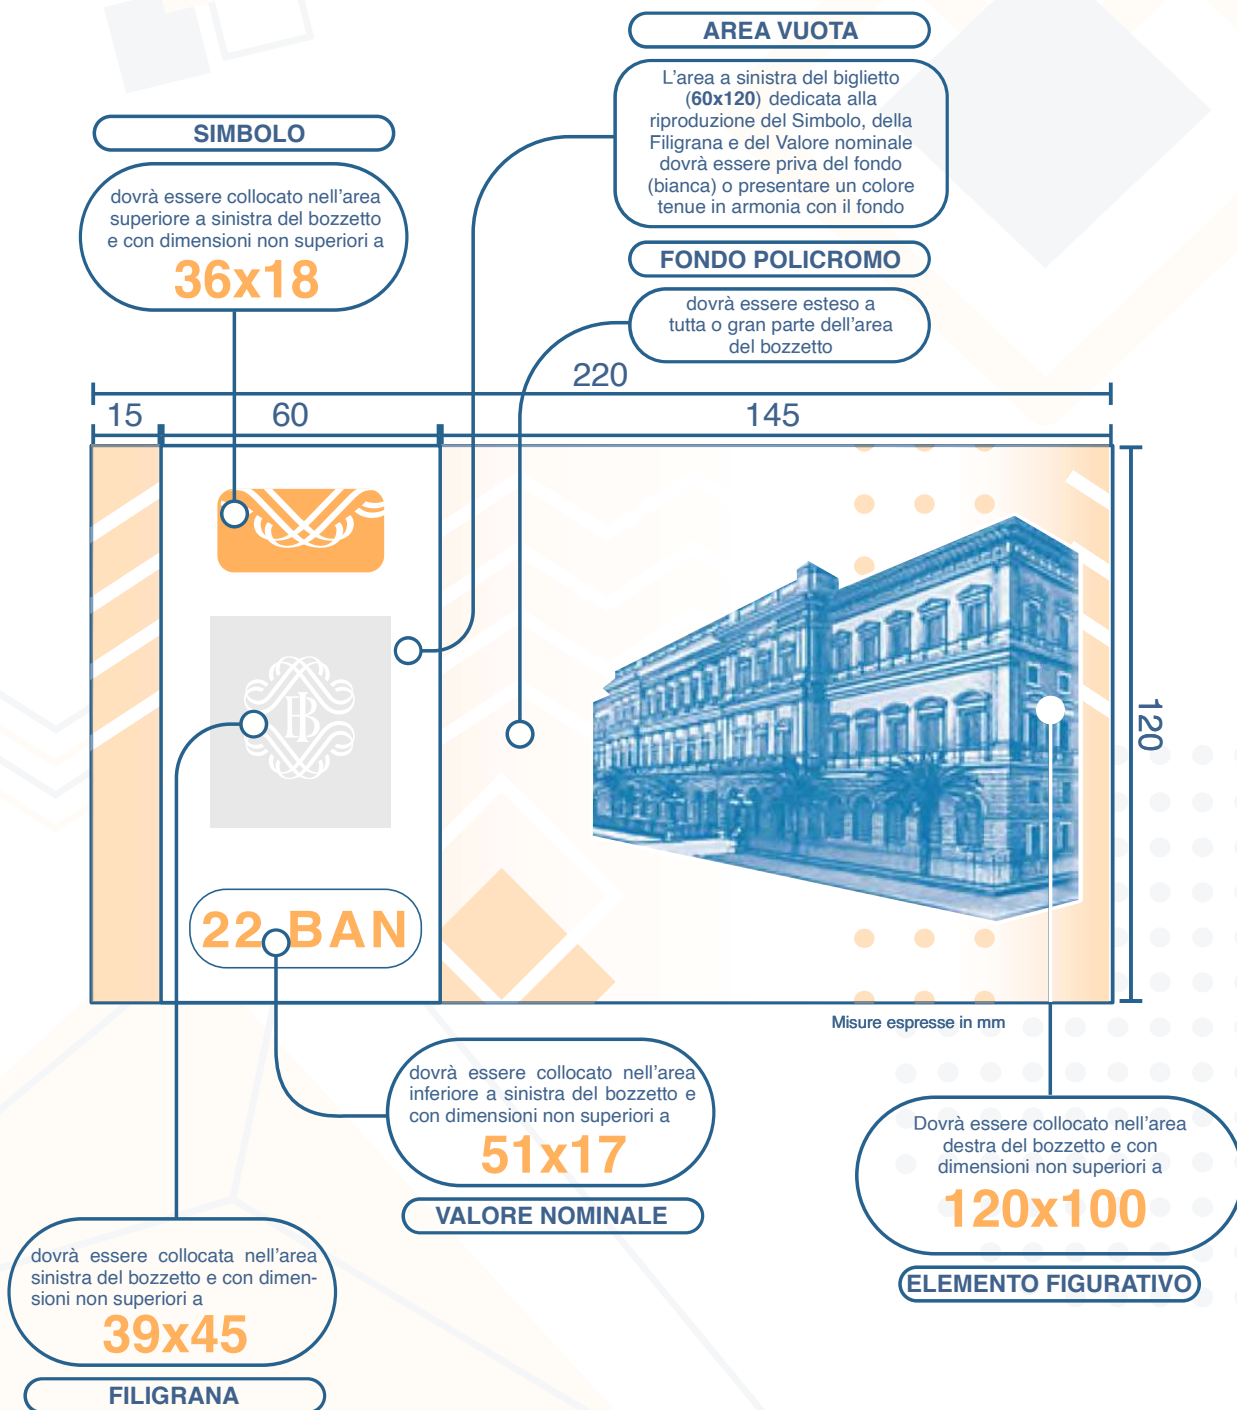 AREA VUOTA
L'area a sinistra del biglietto
(60x120) dedicata alla
riproduzione del Simbolo, della
Filigrana e del Valore nominale
dovrà essere priva del fondo
(bianca) o presentare un colore
tenue in armonia con il fondo
SIMBOLO
dovrà essere collocato nell'area
superiore a sinistra del bozzetto
e con dimensioni non superiori a
36x18
FONDO POLICROMO
dovrà essere esteso a
tutta o gran parte dell'area
del bozzetto
220
15
60
145
120
IB
22 BAN
Misure espresse in mm
dovrà essere collocato nell'area
inferiore a sinistra del bozzetto e
con dimensioni non superiori a
51x17
VALORE NOMINALE
Dovrà essere collocato nell'area
destra del bozzetto e con
dimensioni non superiori a
120x100
ELEMENTO FIGURATIVO
dovrà essere collocata nell'area
sinistra del bozzetto e con dimen-
sioni non superiori a
39x45
FILIGRANA